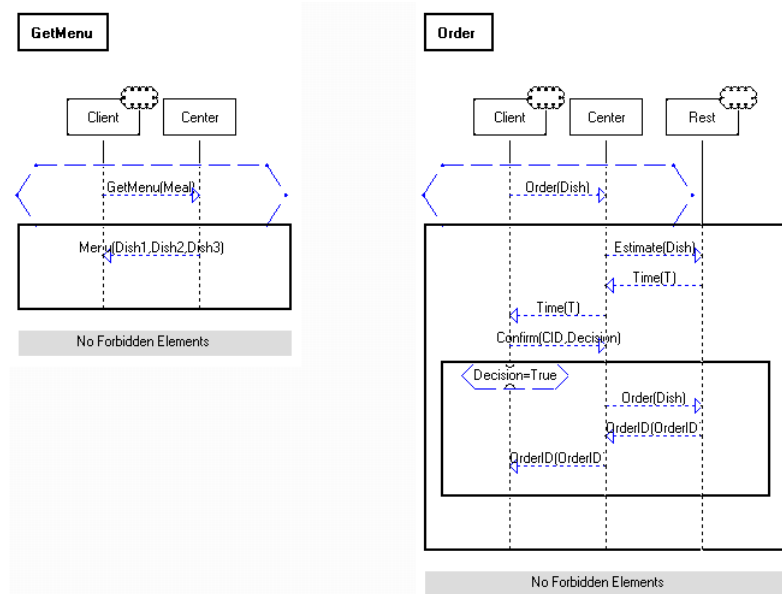 GetMenu
Client Center
GetMenu(Meal)
Menu(Dish1,Dish2,Dish3)
No Forbidden Elements
Order
Client Center Rest
Order(Dish)
Estimate(Dish)
Time(T)
Time(T)
Confirm(CID,Decision)
Decision=True
Order(Dish)
OrderID(OrderID
OrderID(OrderID
No Forbidden Elements